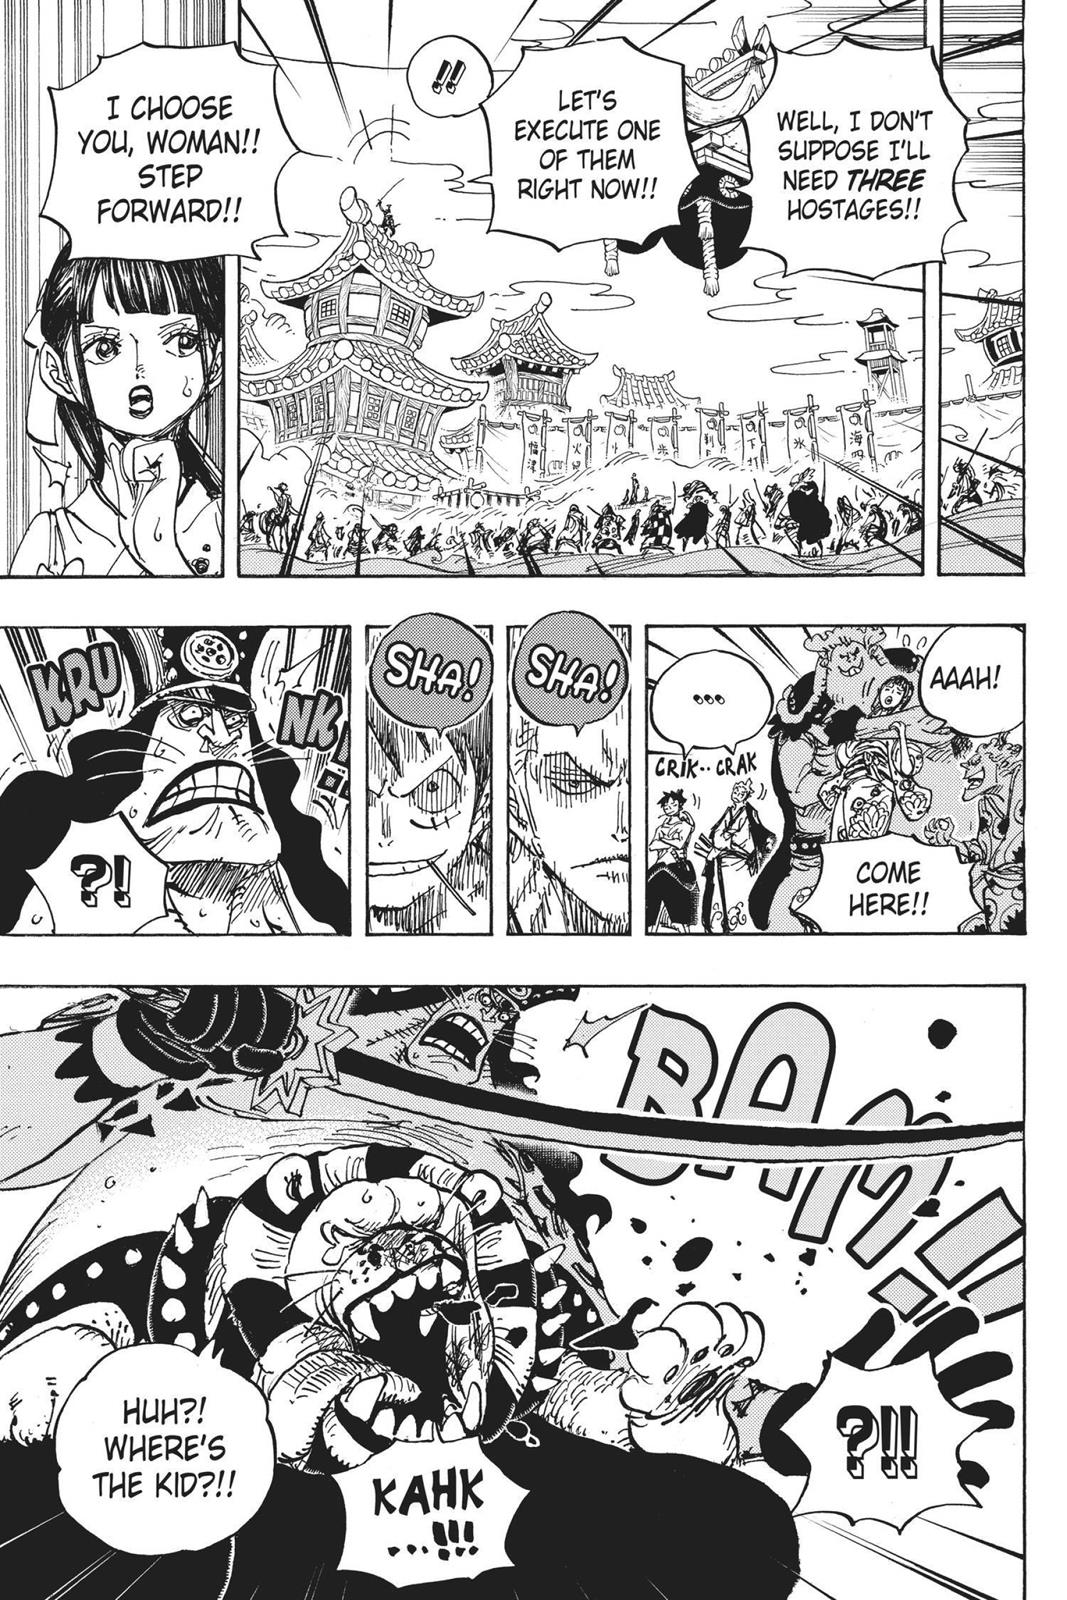 WELL, I DON'T
SUPPOSE I'LL
NEED THREE
HOSTAGES!!
LET'S
EXECUTE ONE
OF THEM
RIGHT NOW!!
!!
I CHOOSE
YOU, WOMAN!!
STEP
FORWARD!!
AAAH!
COME
HERE!!
...
CRIK.. CRAK
SHA!
SHA!
KRU
NK!!
?!
BAM!!
?!!
KAHK
...!!!
HUH?!
WHERE'S
THE KID?!!